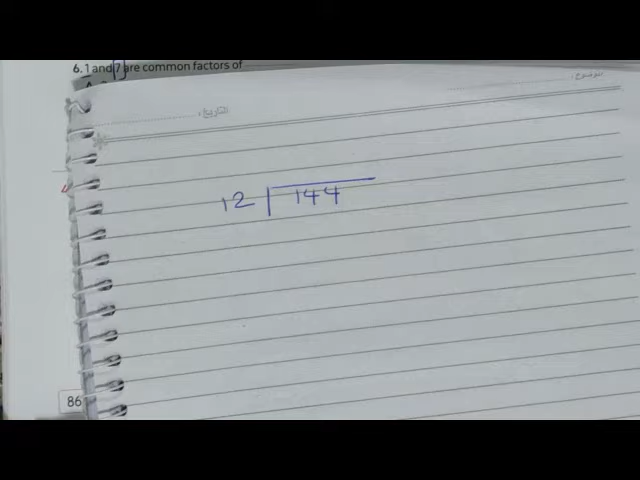 6. 1 and 7 are common factors of
الموضوع:
التاريخ:
12 144
86